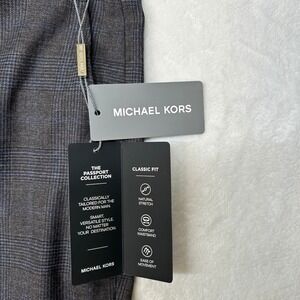 MICHAEL KORS
THE
PASSPORT
COLLECTION
CLASSICALLY
TAILORED FOR THE
MODERN MAN.
SMART,
VERSATILE STYLE.
NO MATTER
YOUR DESTINATION.
MICHAEL KORS
CLASSIC FIT
NATURAL
STRETCH
COMFORT
WAISTBAND
EASE OF
MOVEMENT